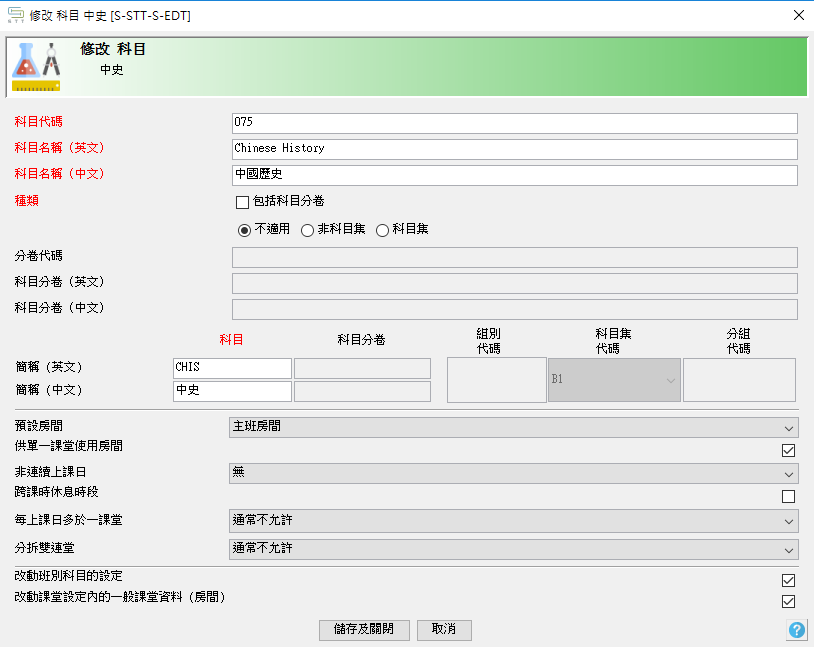 修改 科目 中史 [S-STT-S-EDT]
修改 科目
中史
科目代碼 075
科目名稱（英文） Chinese History
科目名稱（中文） 中國歷史
種類 包括科目分卷
不適用 非科目集 科目集
分卷代碼
科目分卷（英文）
科目分卷（中文）
科目 科目分卷 組別 科目集 分組
代碼 代碼 代碼
簡稱（英文） CHIS B1
簡稱（中文） 中史
預設房間 主班房間
供單一課堂使用房間
非連續上課日 無
跨課時休息時段
每上課日多於一課堂 通常不允許
分拆雙連堂 通常不允許
改動班別科目的設定
改動課堂設定內的一般課堂資料（房間）
儲存及關閉 取消
?